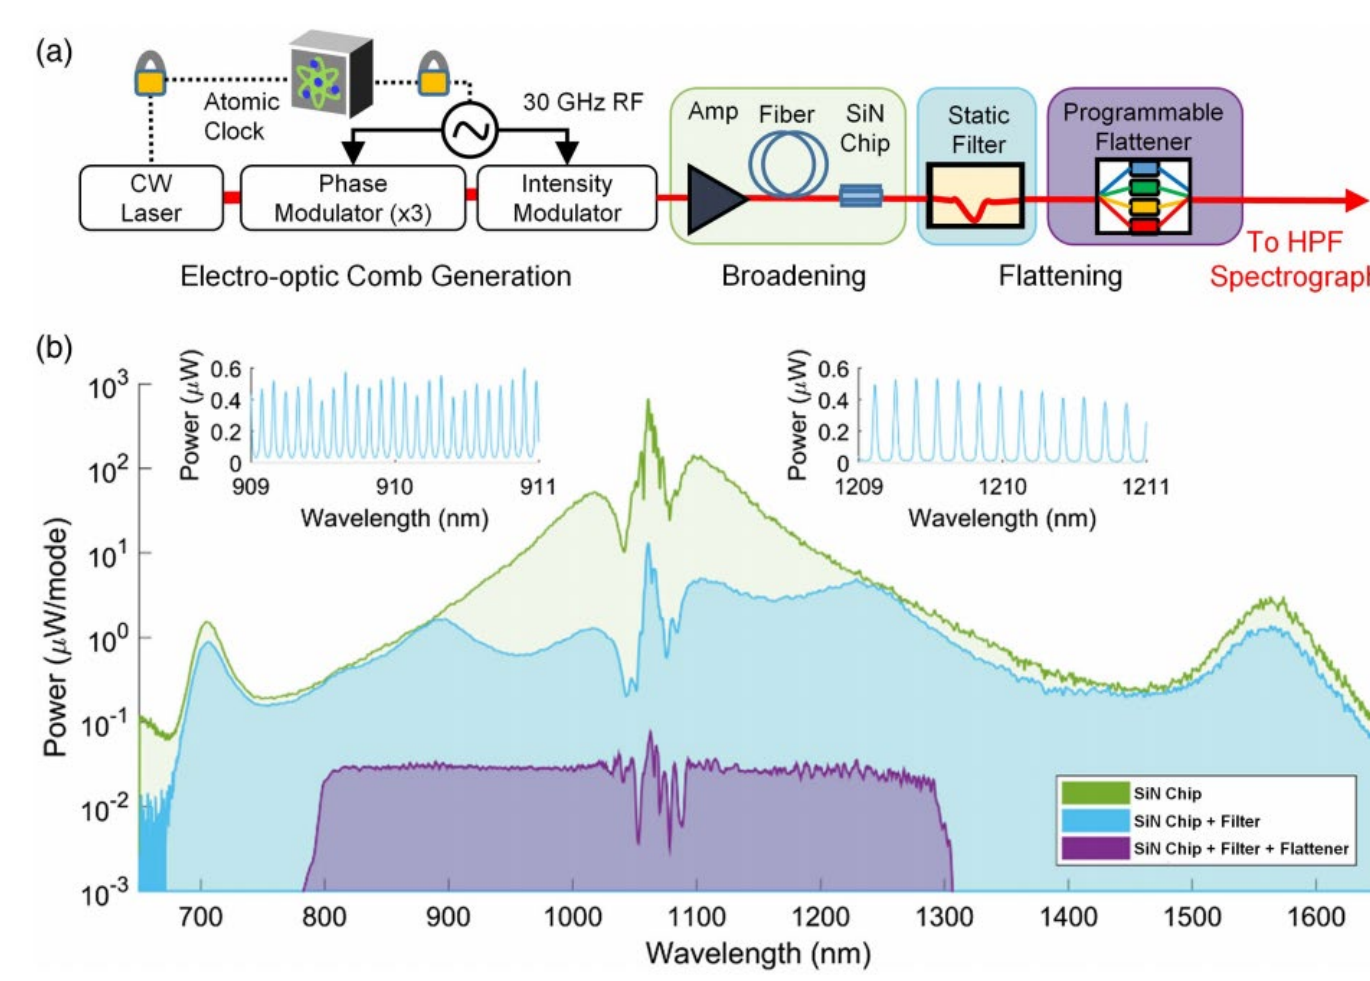 (a)
Atomic
Clock
30 GHz RF
CW
Laser
Phase
Modulator (x3)
Intensity
Modulator
Amp
Fiber
SiN
Chip
Static
Filter
Programmable
Flattener
Electro-optic Comb Generation
Broadening
Flattening
To HPF
Spectrograph
(b)
Power (μW/mode)
10³
10²
10¹
10⁰
10⁻¹
10⁻²
10⁻³
Power (μW)
0.6
0.4
0.2
0
909 910 911
Wavelength (nm)
Power (μW)
0.6
0.4
0.2
0
1209 1210 1211
Wavelength (nm)
SiN Chip
SiN Chip + Filter
SiN Chip + Filter + Flattener
700 800 900 1000 1100 1200 1300 1400 1500 1600
Wavelength (nm)